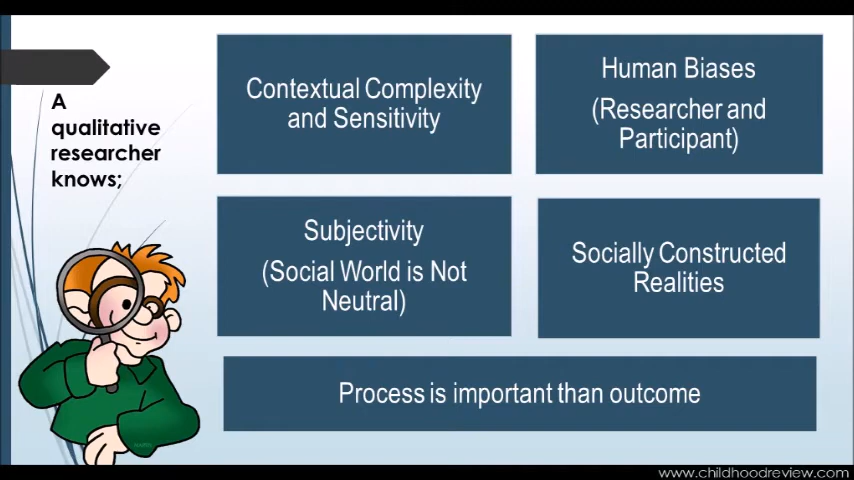 A
qualitative
researcher
knows;
Contextual Complexity
and Sensitivity
Human Biases
(Researcher and
Participant)
Subjectivity
(Social World is Not
Neutral)
Socially Constructed
Realities
Process is important than outcome
www.childhoodreview.com